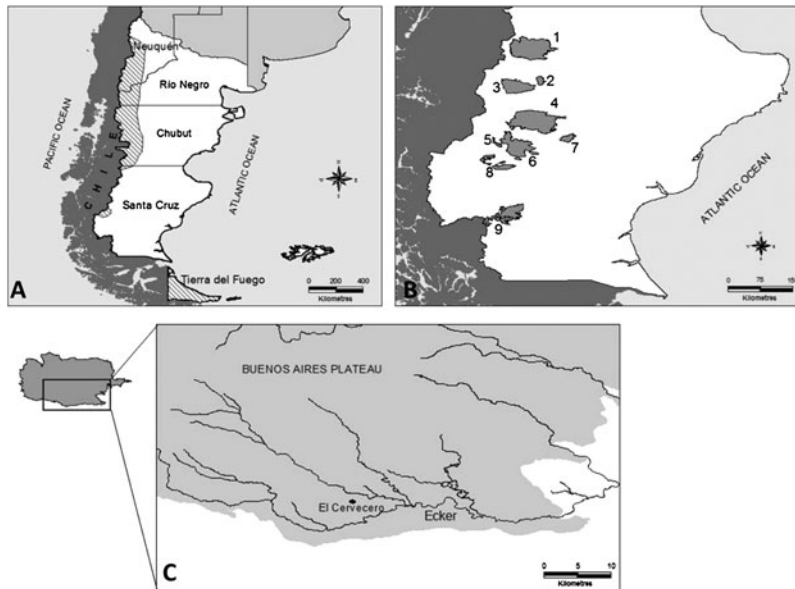 Neuquén
Río Negro
PACIFIC OCEAN
CHILE
Chubut
ATLANTIC OCEAN
Santa Cruz
Tierra del Fuego
0 200 400
Kilometres
A
1
2
3
4
5
6
7
8
9
ATLANTIC OCEAN
0 75 15
Kilometres
B
BUENOS AIRES PLATEAU
El Cervecero
Ecker
0 5 10
Kilometres
C